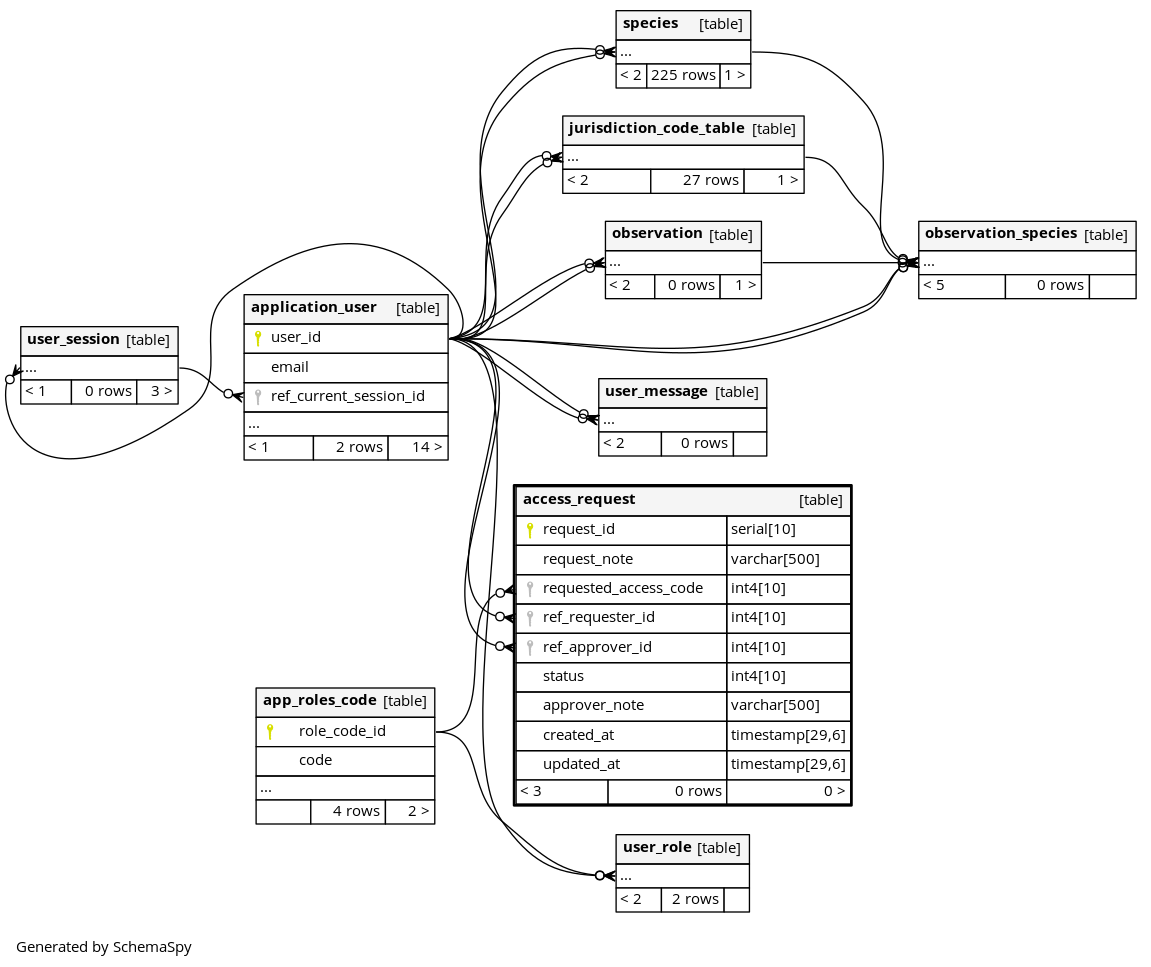 species [table]
...
< 2 225 rows 1 >
jurisdiction_code_table [table]
...
< 2 27 rows 1 >
observation [table]
...
< 2 0 rows 1 >
observation_species [table]
...
< 5 0 rows
application_user [table]
user_id
email
ref_current_session_id
...
< 1 2 rows 14 >
user_session [table]
...
< 1 0 rows 3 >
user_message [table]
...
< 2 0 rows
access_request [table]
request_id serial[10]
request_note varchar[500]
requested_access_code int4[10]
ref_requester_id int4[10]
ref_approver_id int4[10]
status int4[10]
approver_note varchar[500]
created_at timestamp[29,6]
updated_at timestamp[29,6]
< 3 0 rows 0 >
app_roles_code [table]
role_code_id
code
...
4 rows 2 >
user_role [table]
...
< 2 2 rows
Generated by SchemaSpy